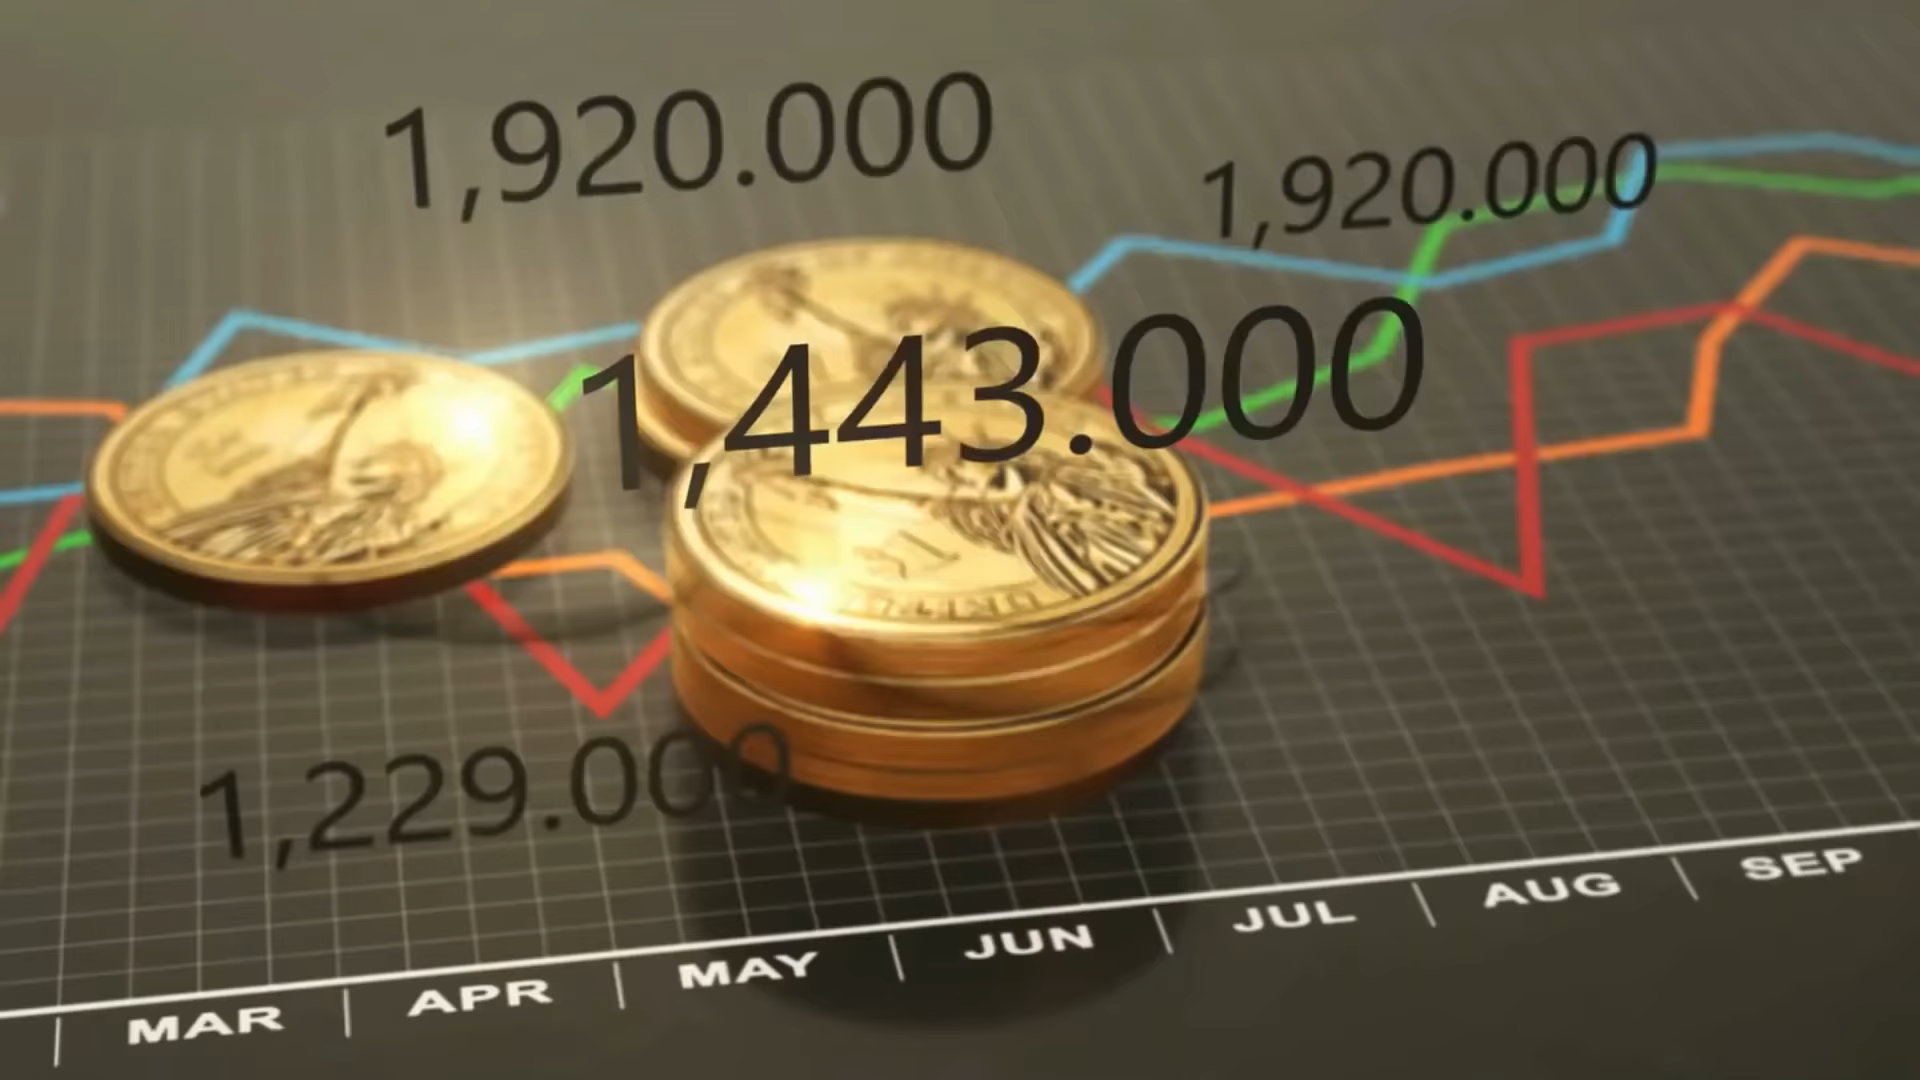 1,920.000
1,920.000
1,443.000
1,229.000
MAR | APR | MAY | JUN | JUL | AUG | SEP